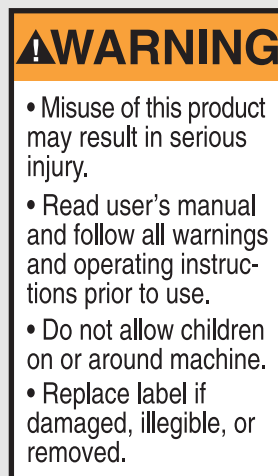 WARNING
• Misuse of this product
may result in serious
injury.
• Read user's manual
and follow all warnings
and operating instruc-
tions prior to use.
• Do not allow children
on or around machine.
• Replace label if
damaged, illegible, or
removed.